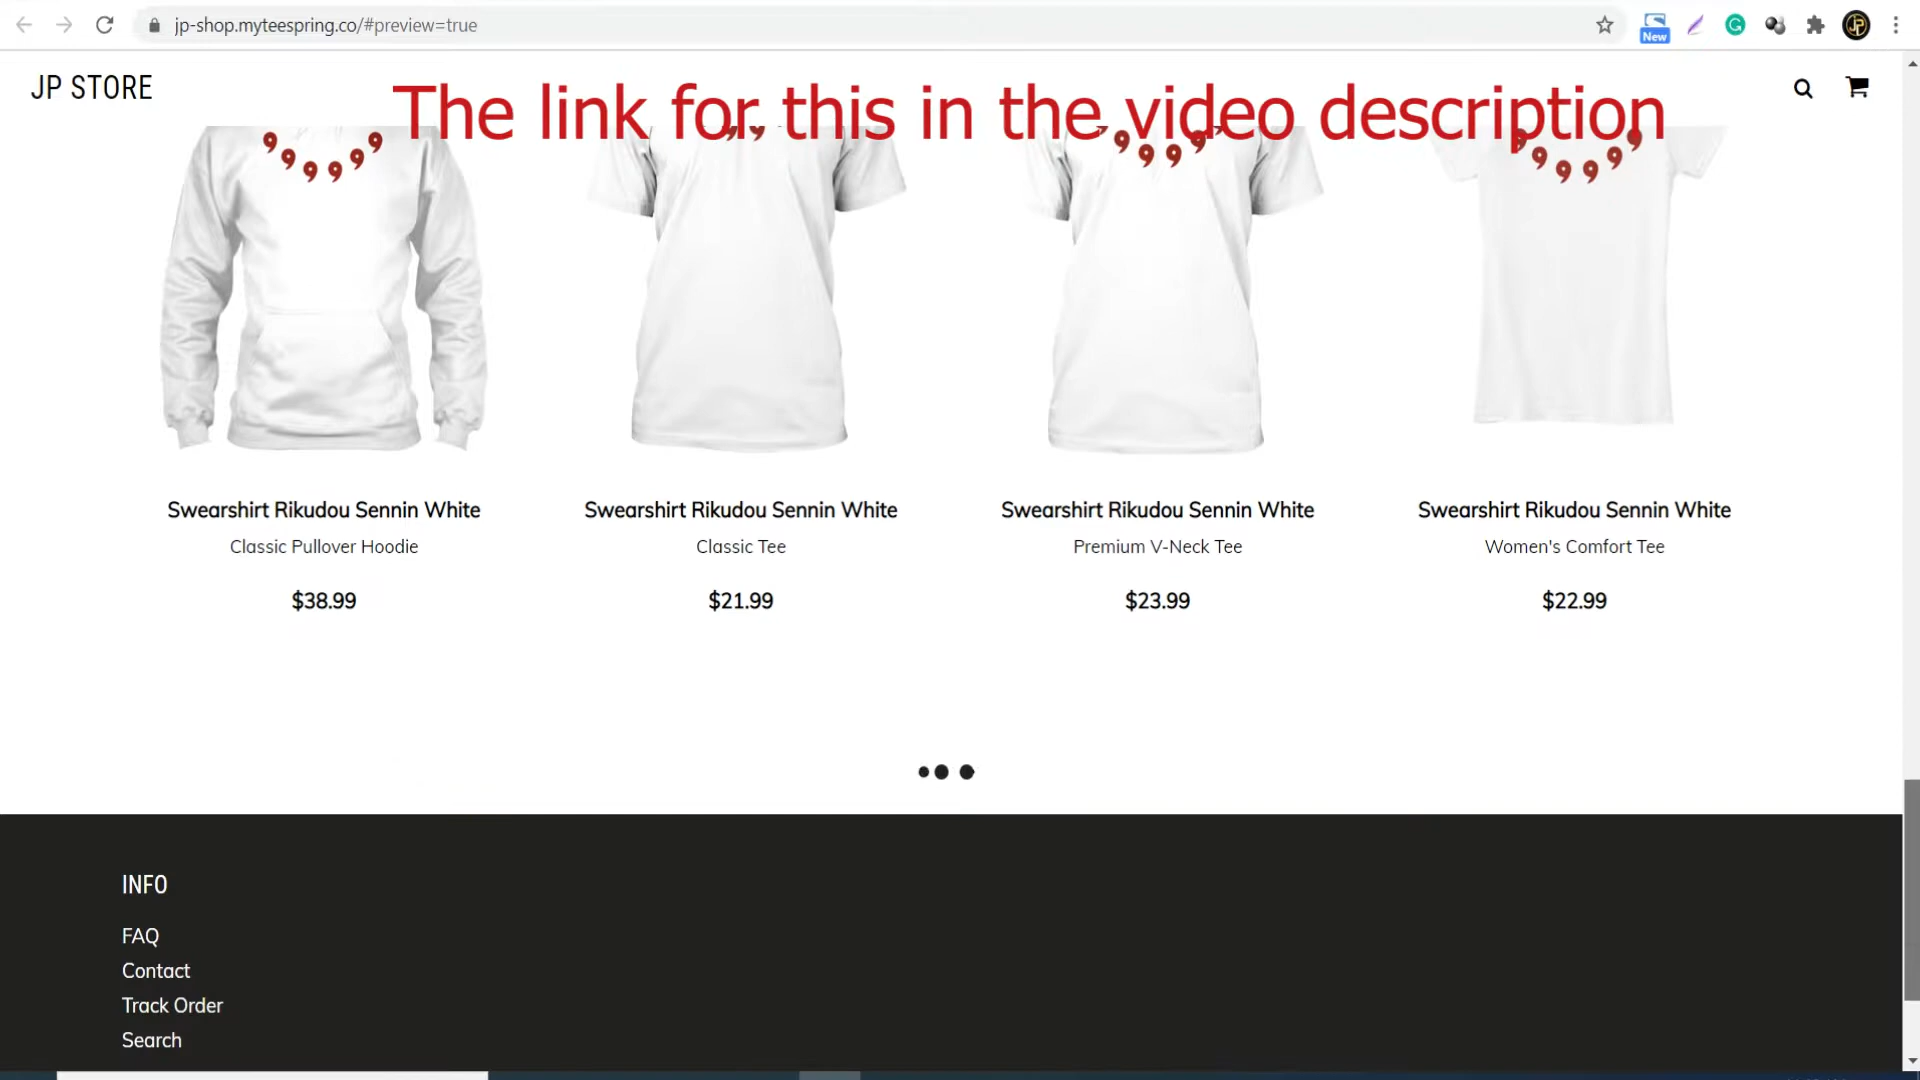 jp-shop.myteespring.co/#preview=true
New
JP
JP STORE
The link for this in the video description
Swearshirt Rikudou Sennin White
Classic Pullover Hoodie
$38.99
Swearshirt Rikudou Sennin White
Classic Tee
$21.99
Swearshirt Rikudou Sennin White
Premium V-Neck Tee
$23.99
Swearshirt Rikudou Sennin White
Women's Comfort Tee
$22.99
INFO
FAQ
Contact
Track Order
Search